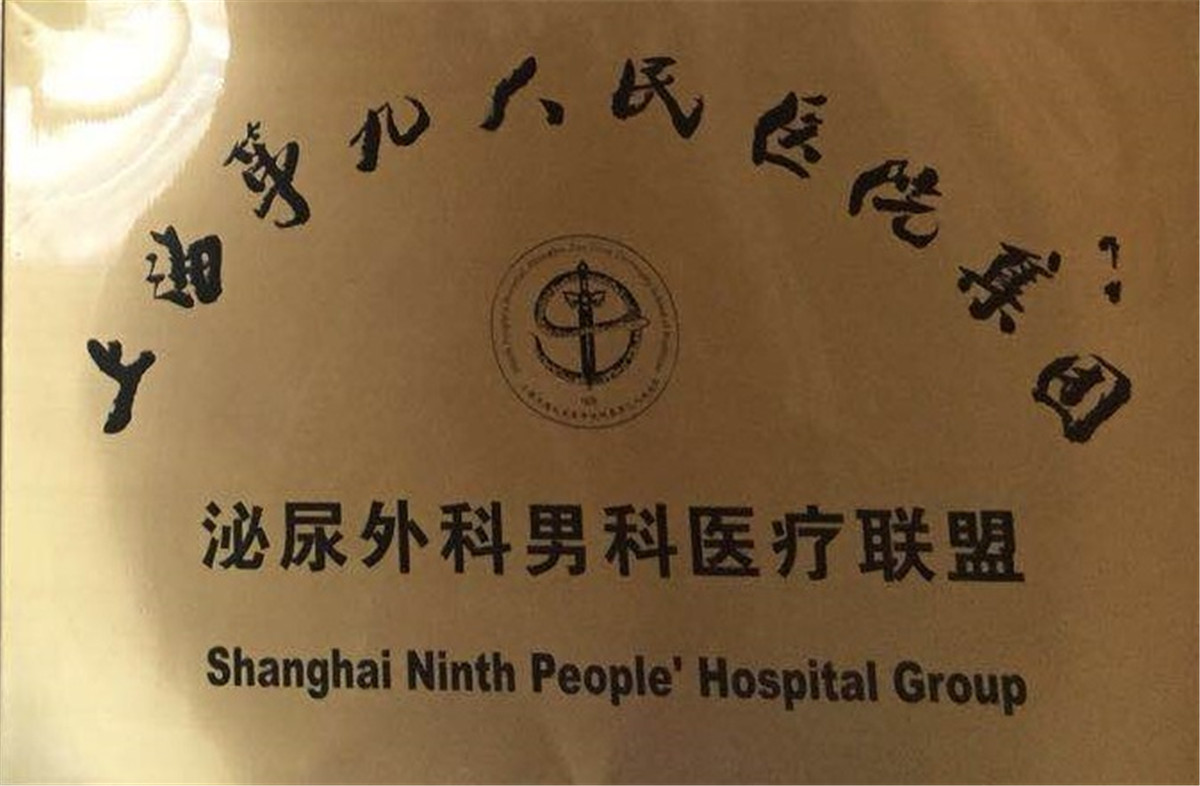 上海第九人民医院集团
泌尿外科男科医疗联盟
Shanghai Ninth People' Hospital Group